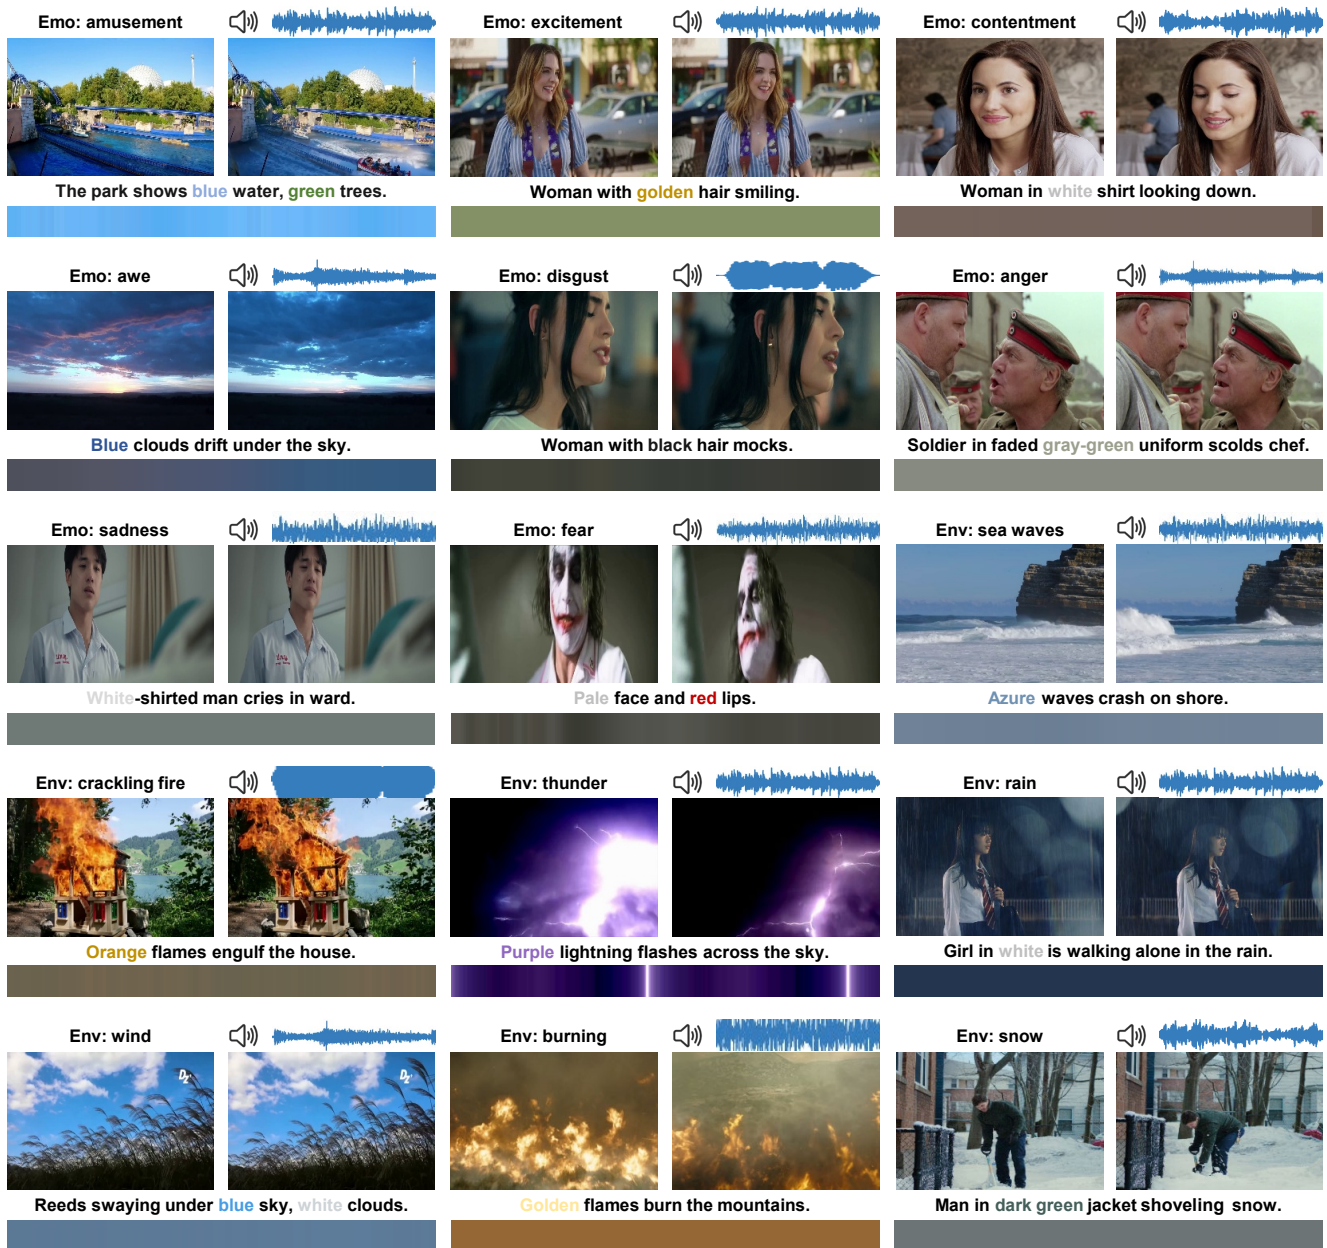 Emo: amusement
Emo: excitement
Emo: contentment
The park shows blue water, green trees.
Woman with golden hair smiling.
Woman in white shirt looking down.
Emo: awe
Emo: disgust
Emo: anger
Blue clouds drift under the sky.
Woman with black hair mocks.
Soldier in faded gray-green uniform scolds chef.
Emo: sadness
Emo: fear
Env: sea waves
White-shirted man cries in ward.
Pale face and red lips.
Azure waves crash on shore.
Env: crackling fire
Env: thunder
Env: rain
Orange flames engulf the house.
Purple lightning flashes across the sky.
Girl in white is walking alone in the rain.
Env: wind
Env: burning
Env: snow
Reeds swaying under blue sky, white clouds.
Golden flames burn the mountains.
Man in dark green jacket shoveling snow.